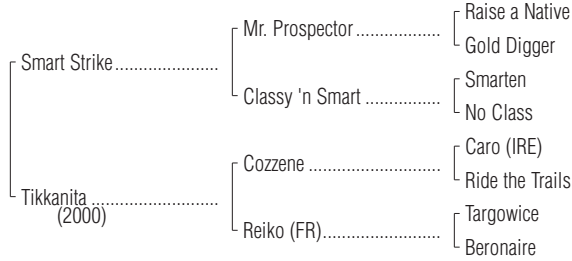 Raise a Native
Mr. Prospector ..................
Gold Digger
Smart Strike......................
Smarten
Classy 'n Smart ................
No Class
Caro (IRE)
Cozzene ............................
Ride the Trails
Tikkanita ...........................
(2000)
Targowice
Reiko (FR).........................
Beronaire